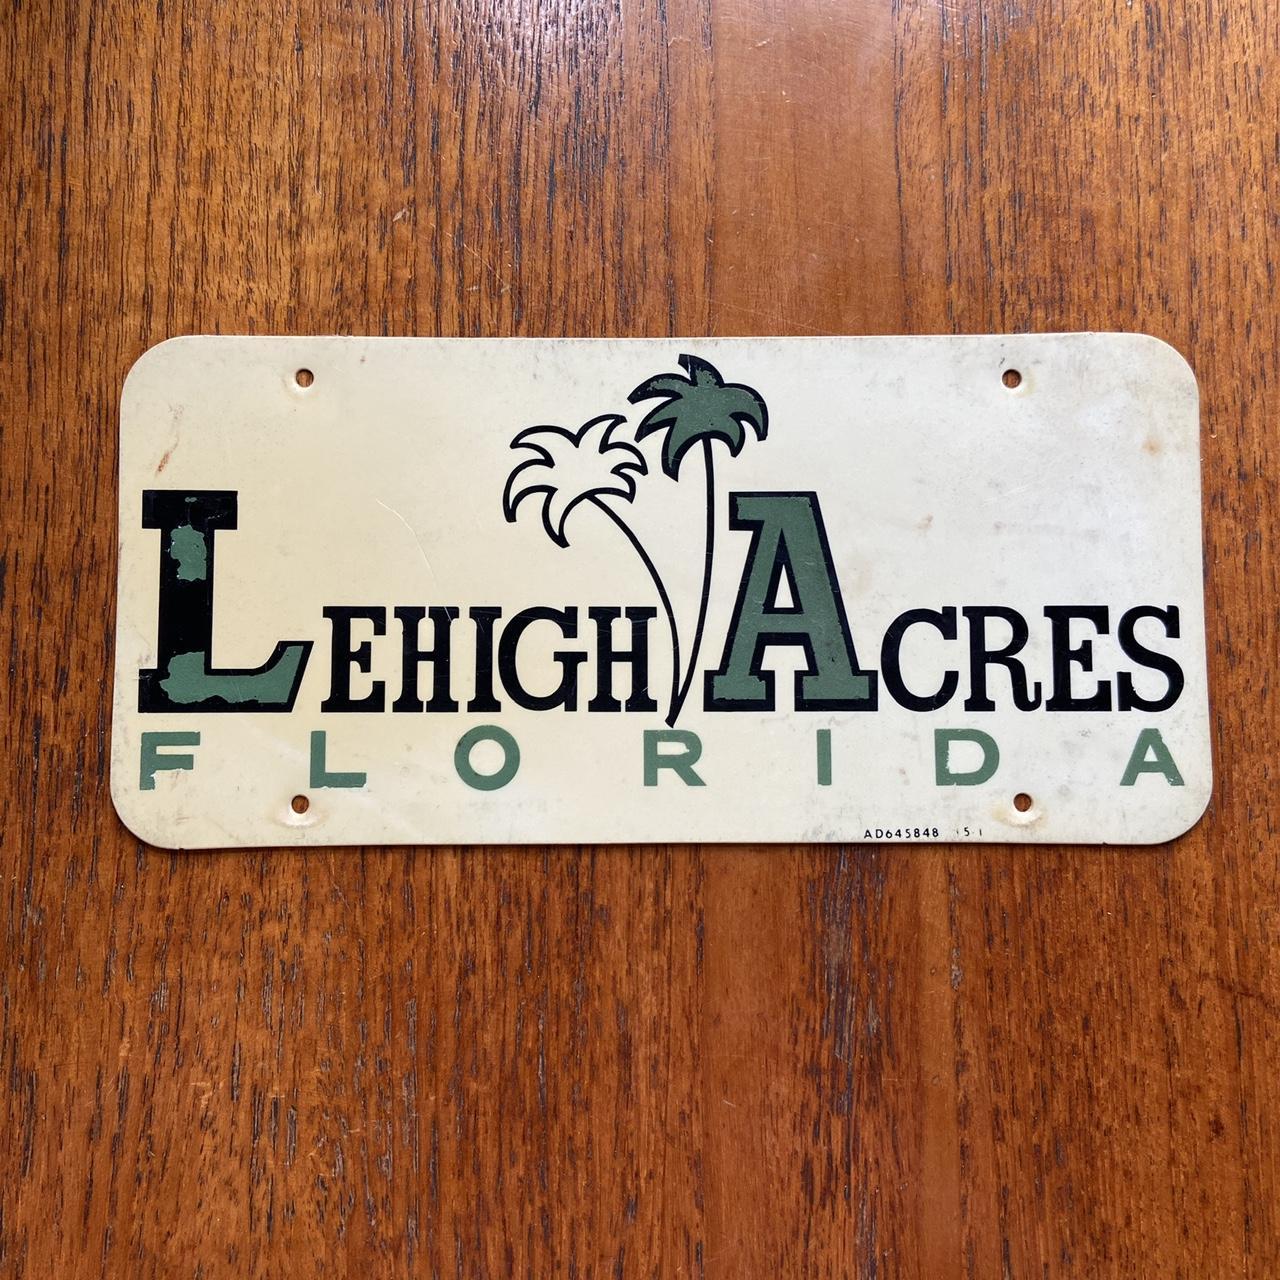 LEHIGH ACRES
FLORIDA
AD645848